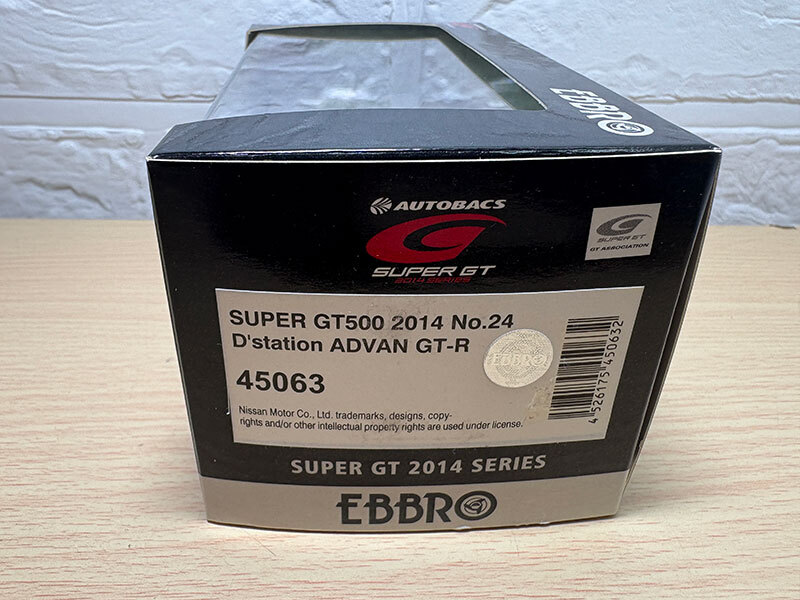 EBBRO
AUTOBACS
SUPER GT
2014 SERIES
SUPER GT
GT ASSOCIATION
SUPER GT500 2014 No.24
D'station ADVAN GT-R
EBBRO
45063
4 526175 450632
Nissan Motor Co., Ltd. trademarks, designs, copy-
rights and/or other intellectual property rights are used under license.
SUPER GT 2014 SERIES
EBBRO